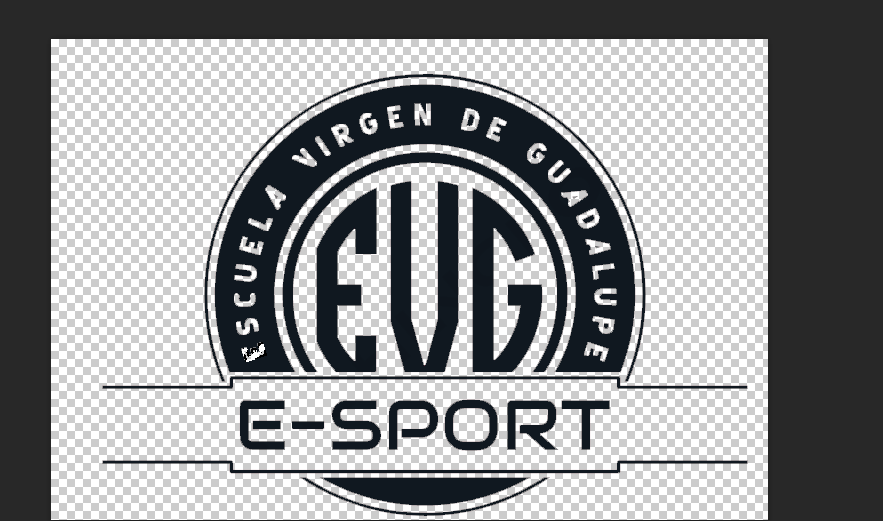 ESCUELA VIRGEN DE GUADALUPE
EVG
E-SPORT